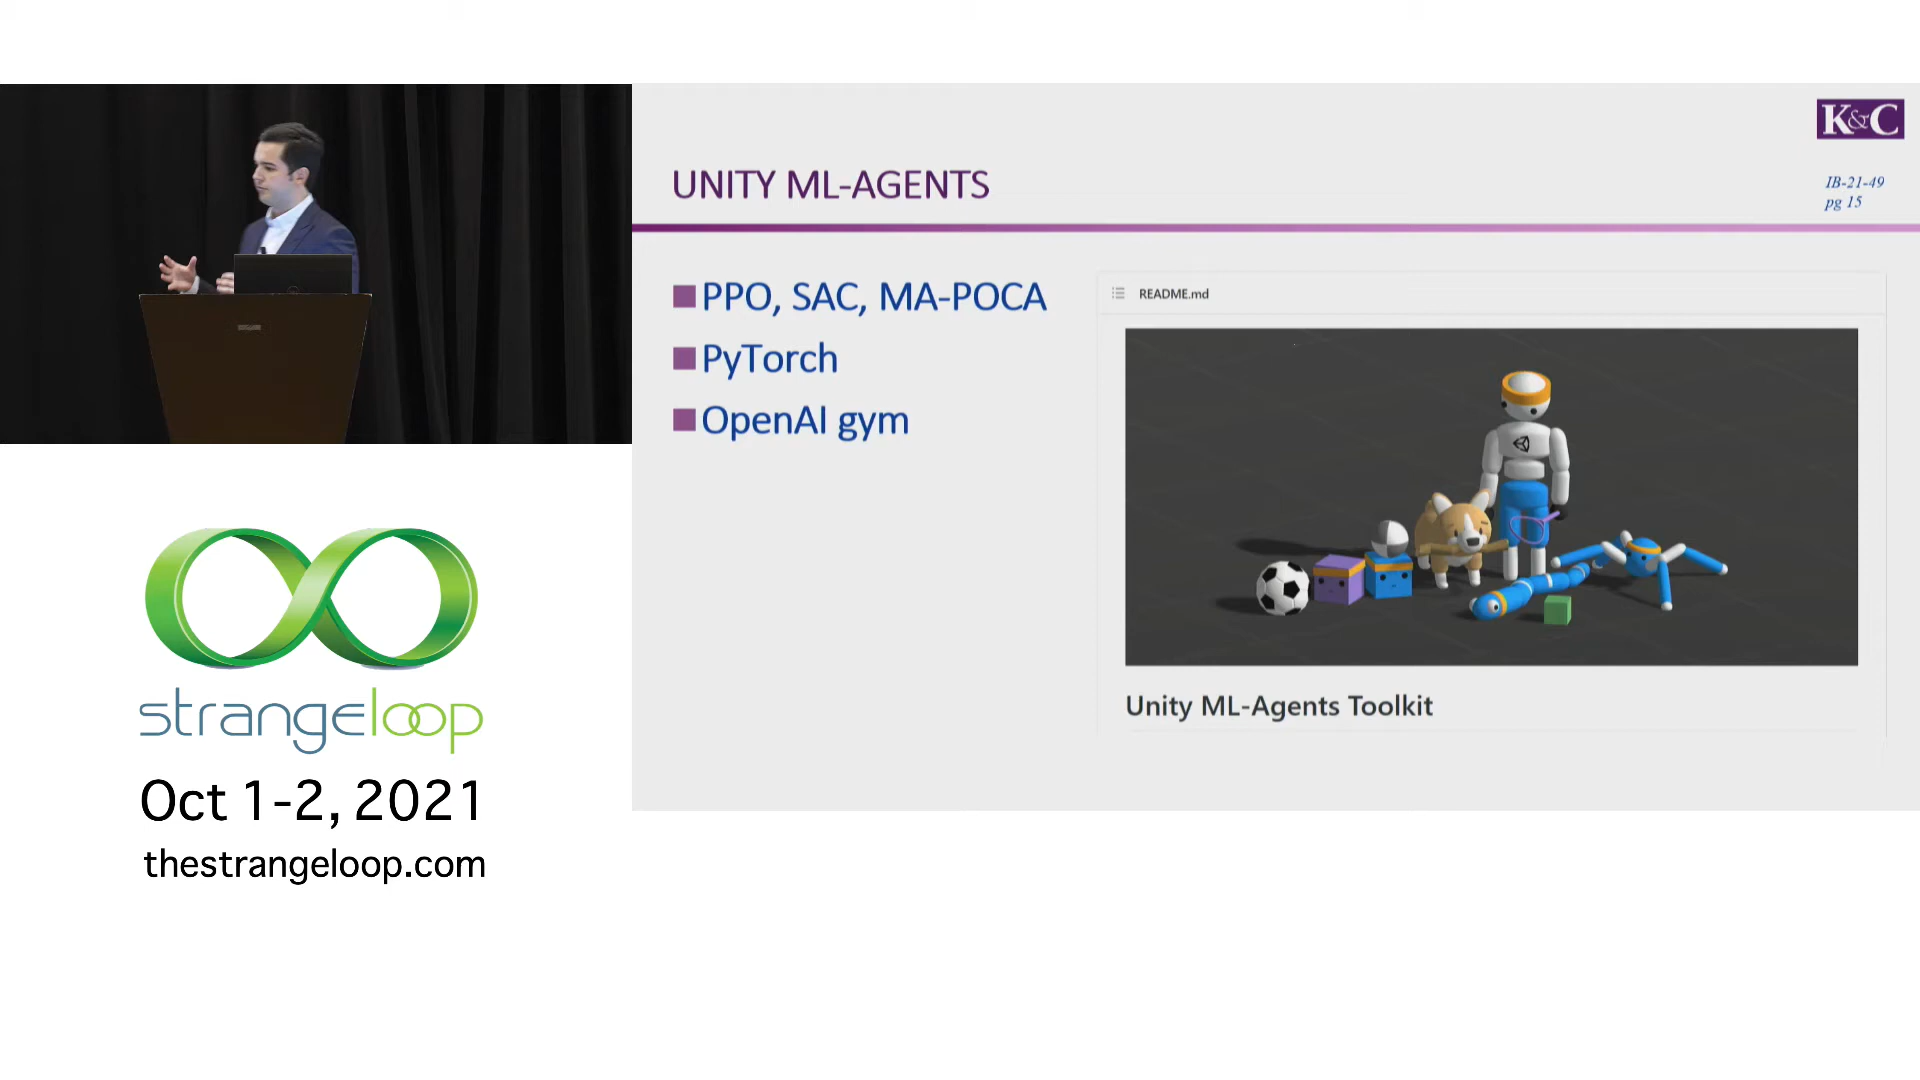 K&C
IB-21-49
pg 15
UNITY ML-AGENTS
PPO, SAC, MA-POCA
PyTorch
OpenAI gym
README.md
Unity ML-Agents Toolkit
strangeloop
Oct 1-2, 2021
thestrangeloop.com